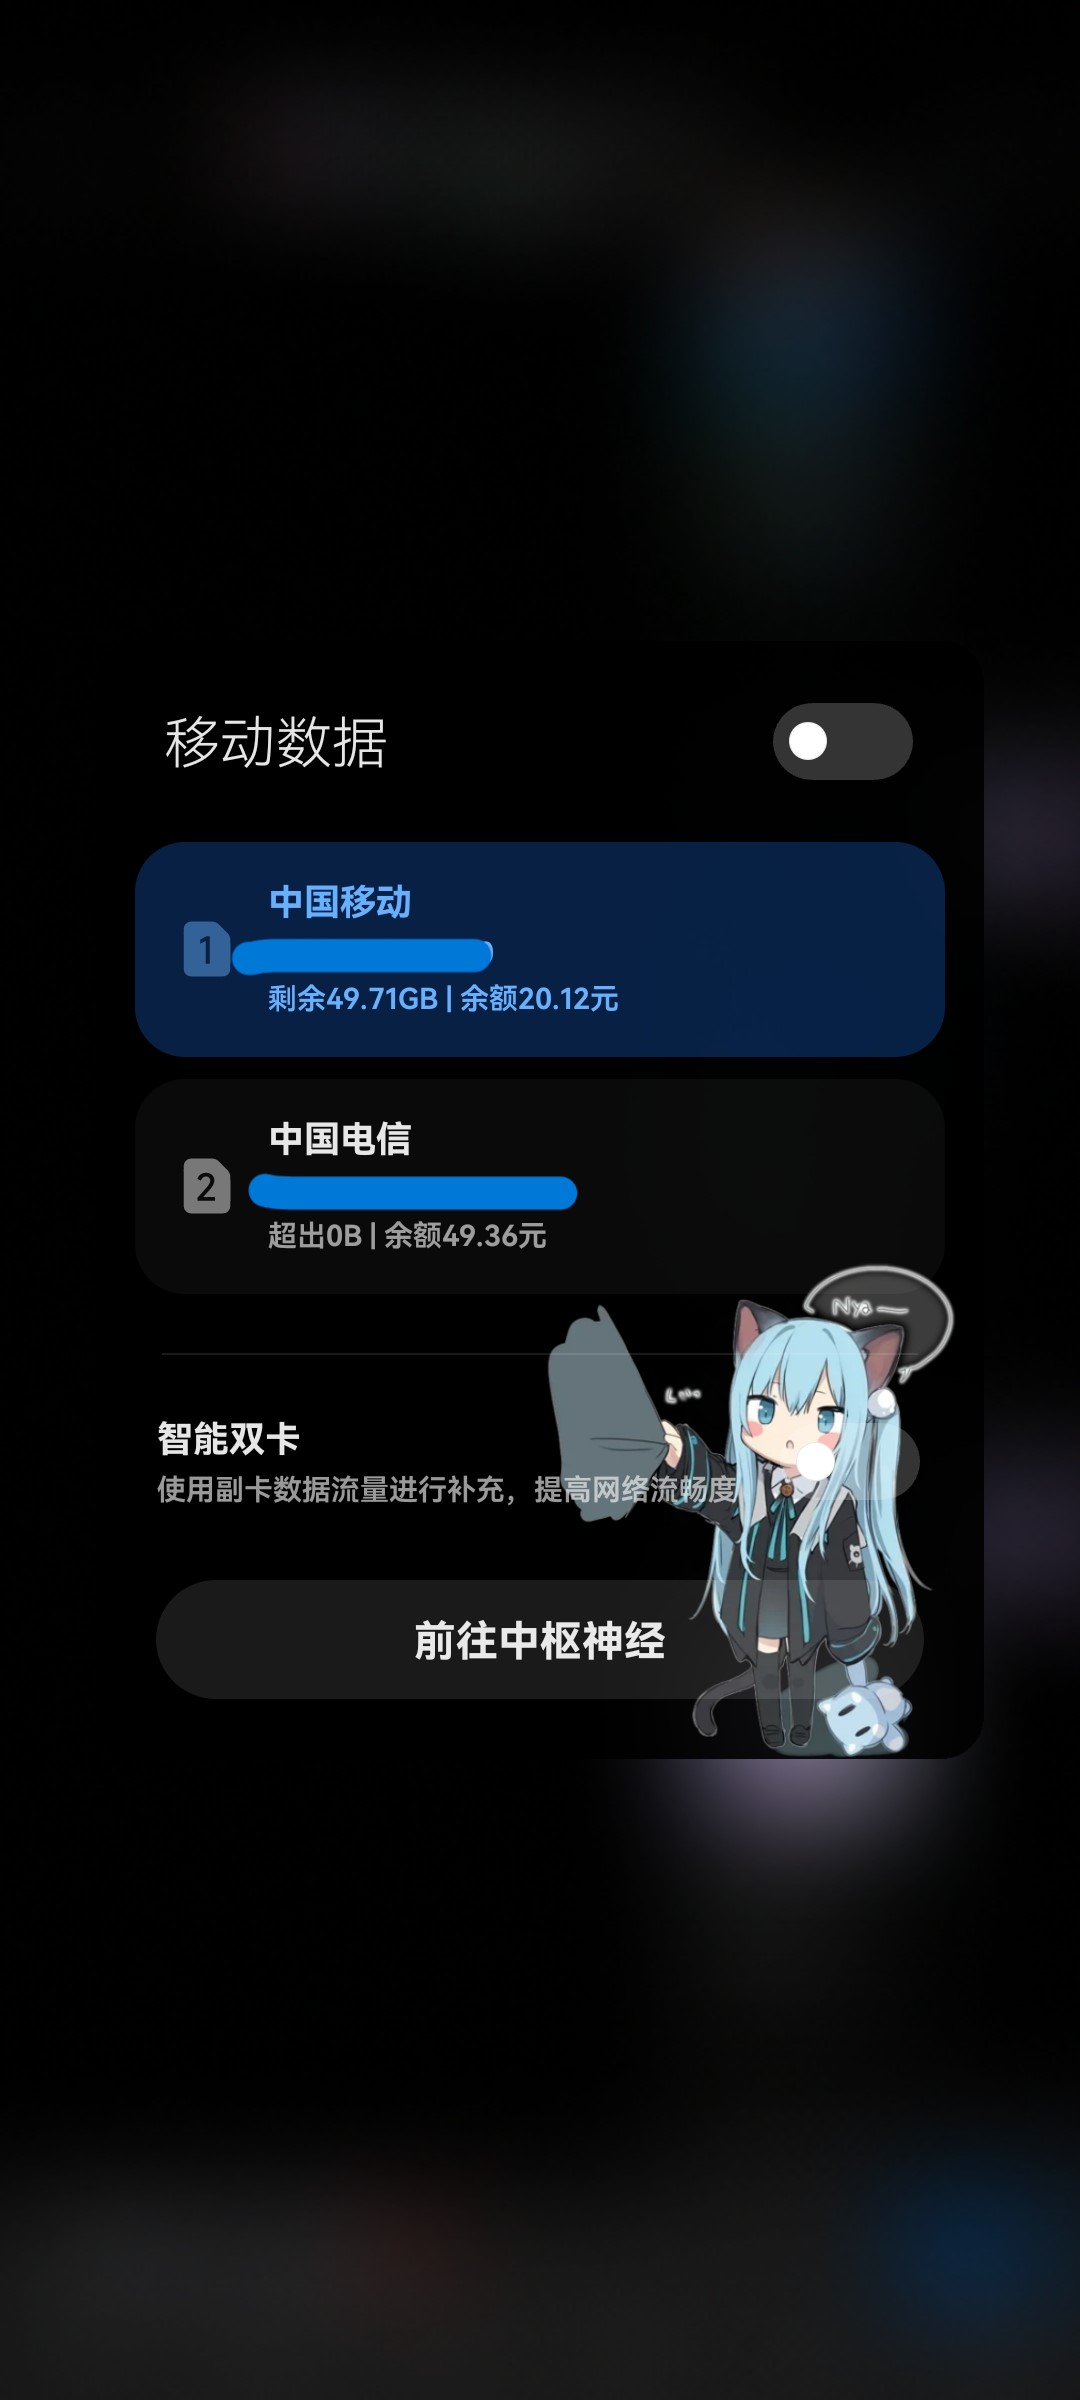 移动数据
中国移动
1
剩余49.71GB | 余额20.12元
中国电信
2
超出0B | 余额49.36元
Nya —
智能双卡
使用副卡数据流量进行补充，提高网络流畅度
前往中枢神经